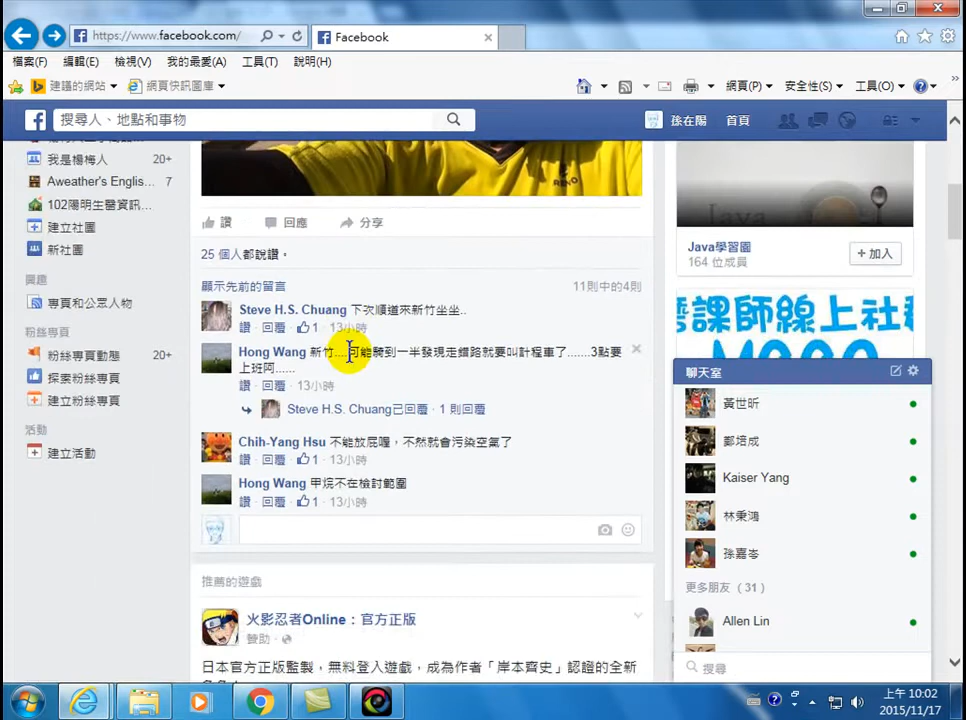 https://www.facebook.com/
Facebook
檔案(F) 編輯(E) 檢視(V) 我的最愛(A) 工具(T) 說明(H)
建議的網站 網頁快訊圖庫
網頁(P) 安全性(S) 工具(O)
搜尋人、地點和事物
孫在陽 首頁
我是楊梅人 20+
Aweather's Englis... 7
102陽明生醫資訊...
建立社團
新社團
興趣
專頁和公眾人物
粉絲專頁
粉絲專頁動態 20+
探索粉絲專頁 20+
建立粉絲專頁
活動
建立活動
RENO
讚 回應 分享
25 個人都說讚。
顯示先前的留言 11則中的4則
Steve H.S. Chuang 下次順道來新竹坐坐..
讚 · 回覆 · 1 · 13小時
Hong Wang 新竹....可能騎到一半發現走錯路就要叫計程車了.......3點要
上班阿......
讚 · 回覆 · 13小時
Steve H.S. Chuang已回覆 · 1 則回覆
Chih-Yang Hsu 不能放屁喔，不然就會污染空氣了
讚 · 回覆 · 1 · 13小時
Hong Wang 甲烷不在檢討範圍
讚 · 回覆 · 1 · 13小時
推薦的遊戲
火影忍者Online：官方正版
贊助 ·
日本官方正版監製，無料登入遊戲，成為作者「岸本齊史」認證的全新
Java
Java學習園
164 位成員
+加入
雲課師線上社
聊天室
黃世昕
鄒培成
Kaiser Yang
林秉鴻
孫嘉岑
更多朋友 (31)
Allen Lin
搜尋
上午 10:02
2015/11/17